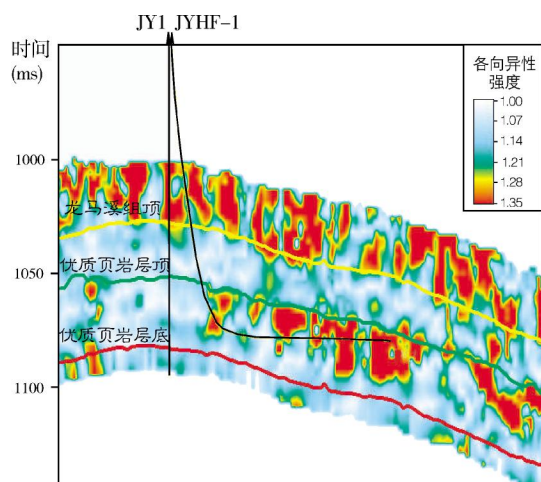 JY1 JYHF-1
时间
(ms)
各向异性
强度
1.00
1.07
1.14
1.21
1.28
1.35
1000
龙马溪组顶
1050
优质页岩层顶
优质页岩层底
1100